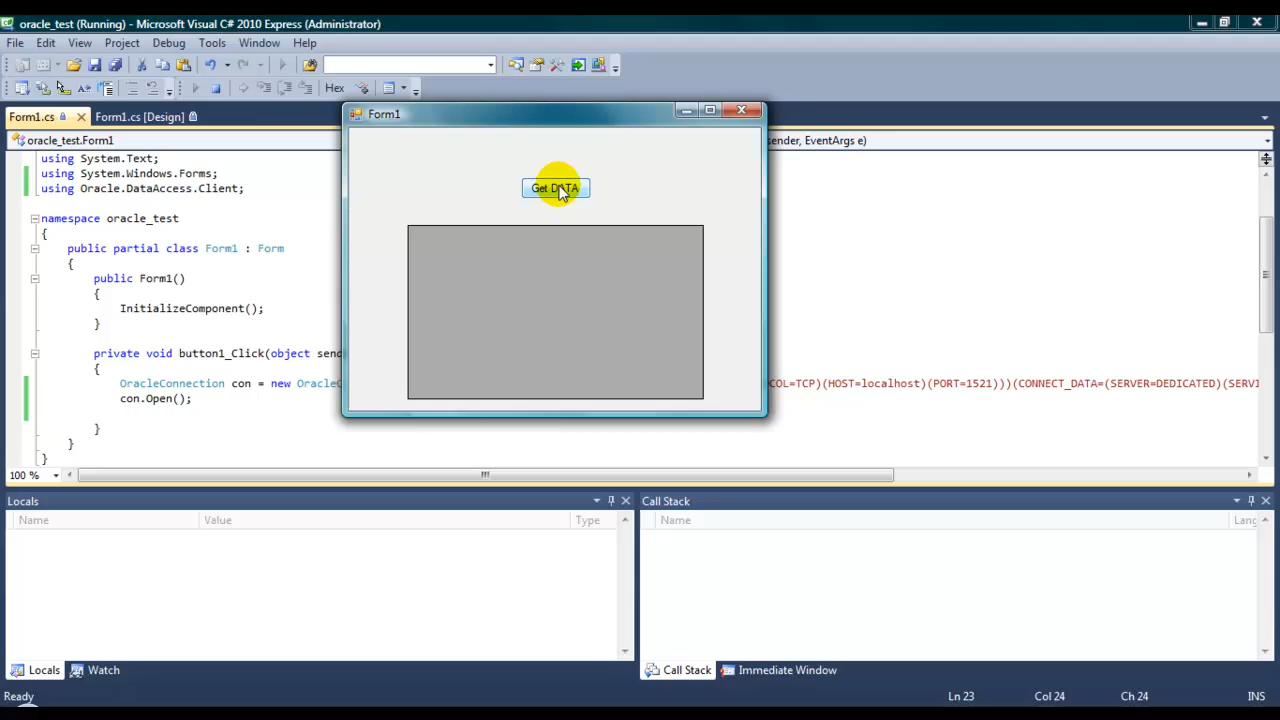 oracle_test (Running) - Microsoft Visual C# 2010 Express (Administrator)
File Edit View Project Debug Tools Window Help
Hex
Form1.cs Form1.cs [Design]
oracle_test.Form1
sender, EventArgs e)
Form1
Get DATA
using System.Text;
using System.Windows.Forms;
using Oracle.DataAccess.Client;
namespace oracle_test
{
public partial class Form1 : Form
{
public Form1()
{
InitializeComponent();
}
private void button1_Click(object send
{
OracleConnection con = new OracleC COL=TCP)(HOST=localhost)(PORT=1521)))(CONNECT_DATA=(SERVER=DEDICATED)(SERVI
con.Open();
}
}
}
100 %
Locals
Name Value Type
Call Stack
Name Lang
Locals Watch
Call Stack Immediate Window
Ready Ln 23 Col 24 Ch 24 INS